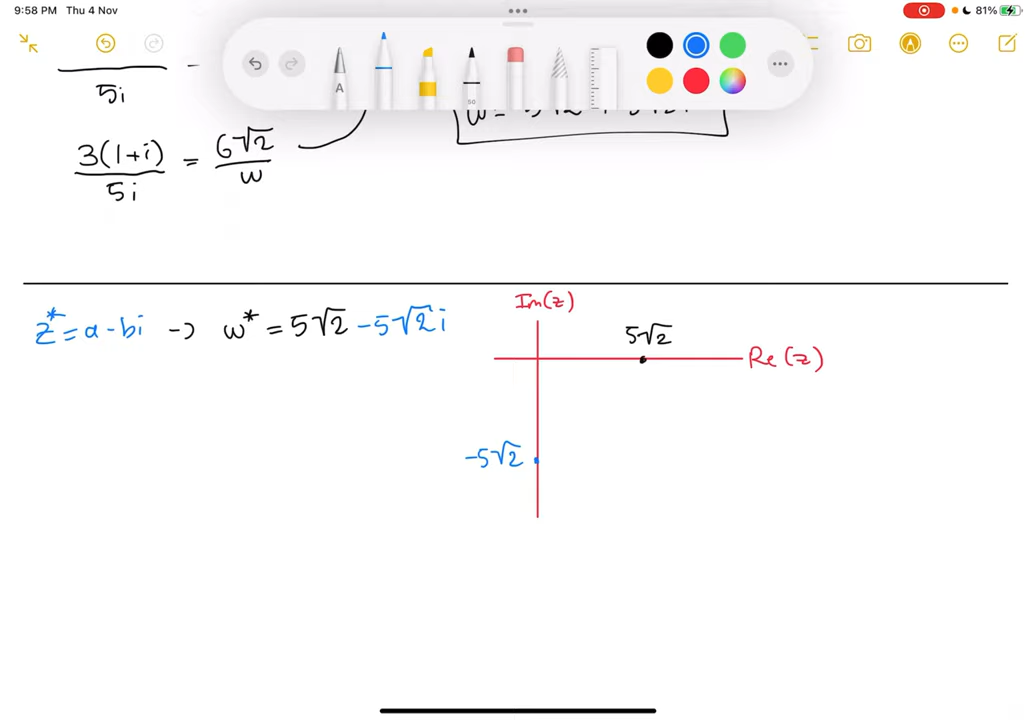 9:58 PM Thu 4 Nov
81%
A
50
5i
3(1+i)/5i = 6√2/w
z* = a - bi → w* = 5√2 - 5√2 i
Im(z)
5√2
Re(z)
-5√2